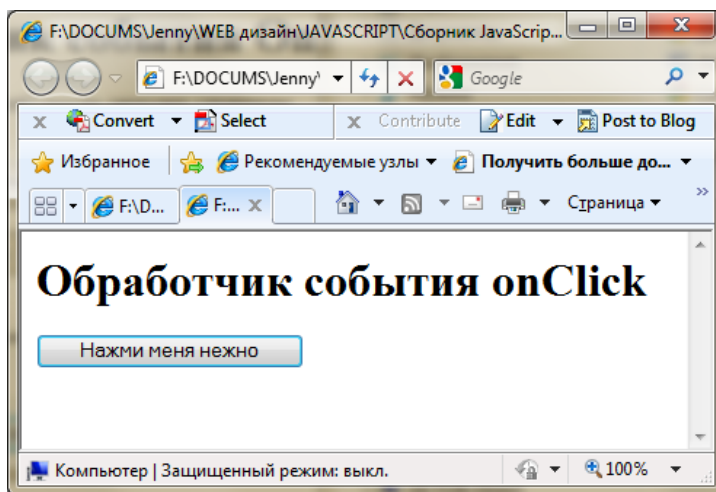 F:\DOCUMS\Jenny\WEB дизайн\JAVASCRIPT\Сборник JavaScrip...
F:\DOCUMS\Jenny\ Google
x Convert Select x Contribute Edit Post to Blog
Избранное Рекомендуемые узлы Получить больше до...
F:\D... F:... x Страница »
Обработчик события onClick
Нажми меня нежно
Компьютер | Защищенный режим: выкл. 100%